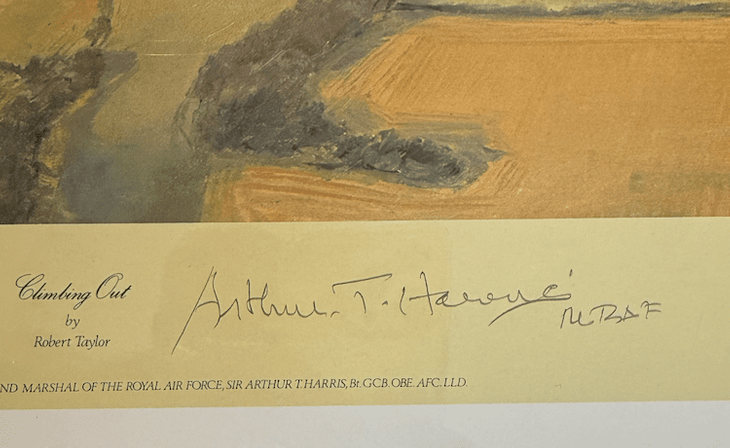 Climbing Out
by
Robert Taylor
Arthur. T. Harris
MRAF
ND MARSHAL OF THE ROYAL AIR FORCE, SIR ARTHUR T.HARRIS, Bt. GCB. OBE. AFC. LLD.